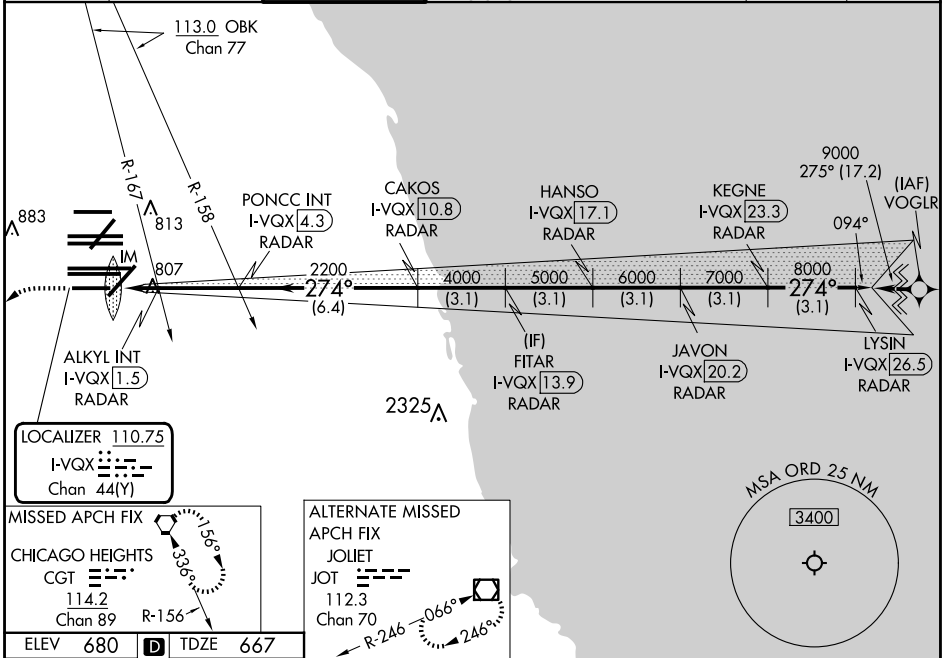 113.0 OBK
Chan 77
R-167
R-158
883
813
807
IM
PONCC INT
I-VQX 4.3
RADAR
CAKOS
I-VQX 10.8
RADAR
HANSO
I-VQX 17.1
RADAR
KEGNE
I-VQX 23.3
RADAR
9000
275° (17.2)
(IAF)
VOGLR
094°
2200
274°
(6.4)
4000
(3.1)
5000
(3.1)
6000
(3.1)
7000
(3.1)
8000
274°
(3.1)
ALKYL INT
I-VQX 1.5
RADAR
(IF)
FITAR
I-VQX 13.9
RADAR
JAVON
I-VQX 20.2
RADAR
LYSIN
I-VQX 26.5
RADAR
2325
LOCALIZER 110.75
I-VQX
Chan 44(Y)
MISSED APCH FIX
CHICAGO HEIGHTS
CGT
114.2
Chan 89
156°
336°
R-156
ALTERNATE MISSED
APCH FIX
JOLIET
JOT
112.3
Chan 70
R-246
066°
246°
MSA ORD 25 NM
3400
ELEV 680 D TDZE 667